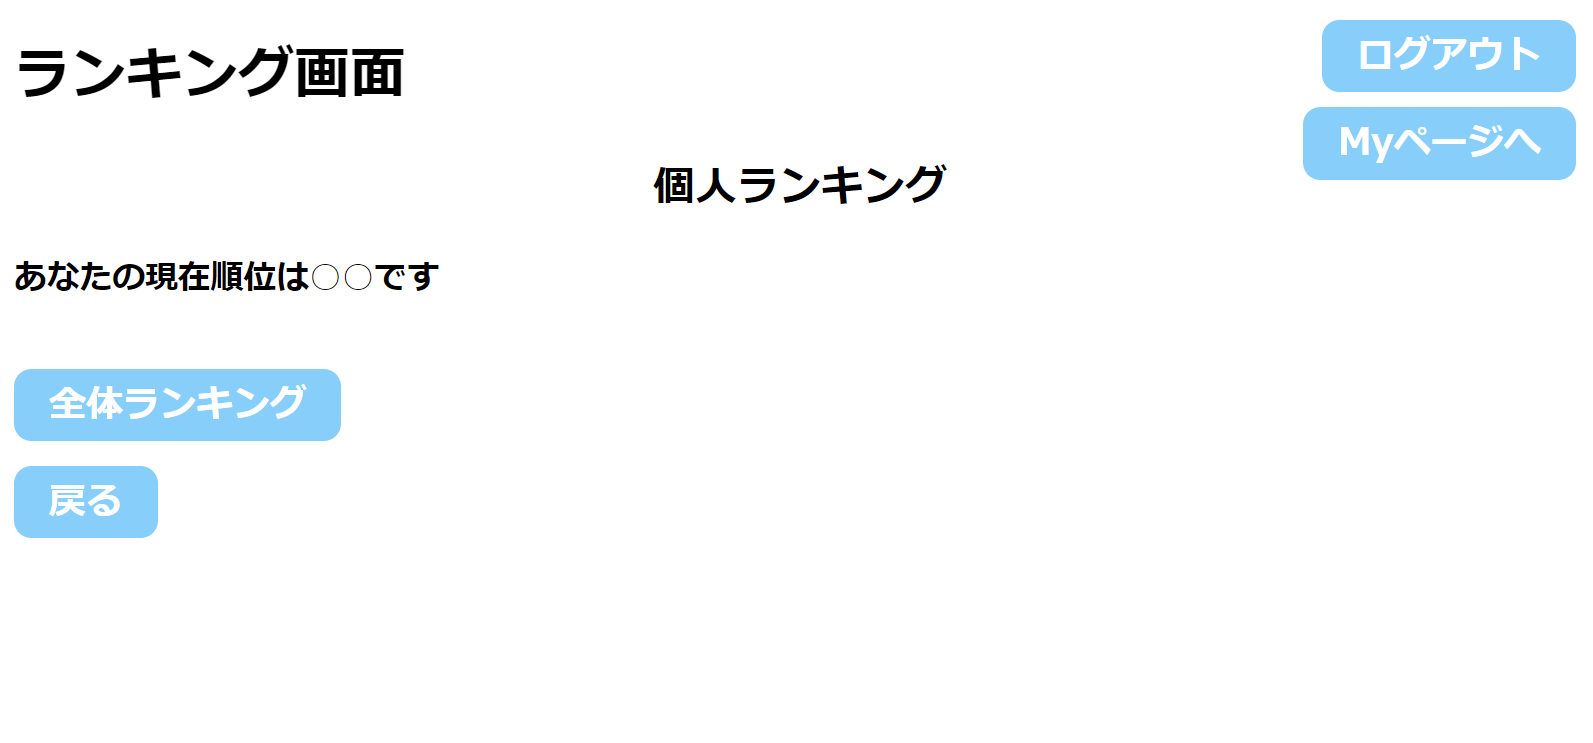 ランキング画面
ログアウト
Myページへ
個人ランキング
あなたの現在順位は○○です
全体ランキング
戻る